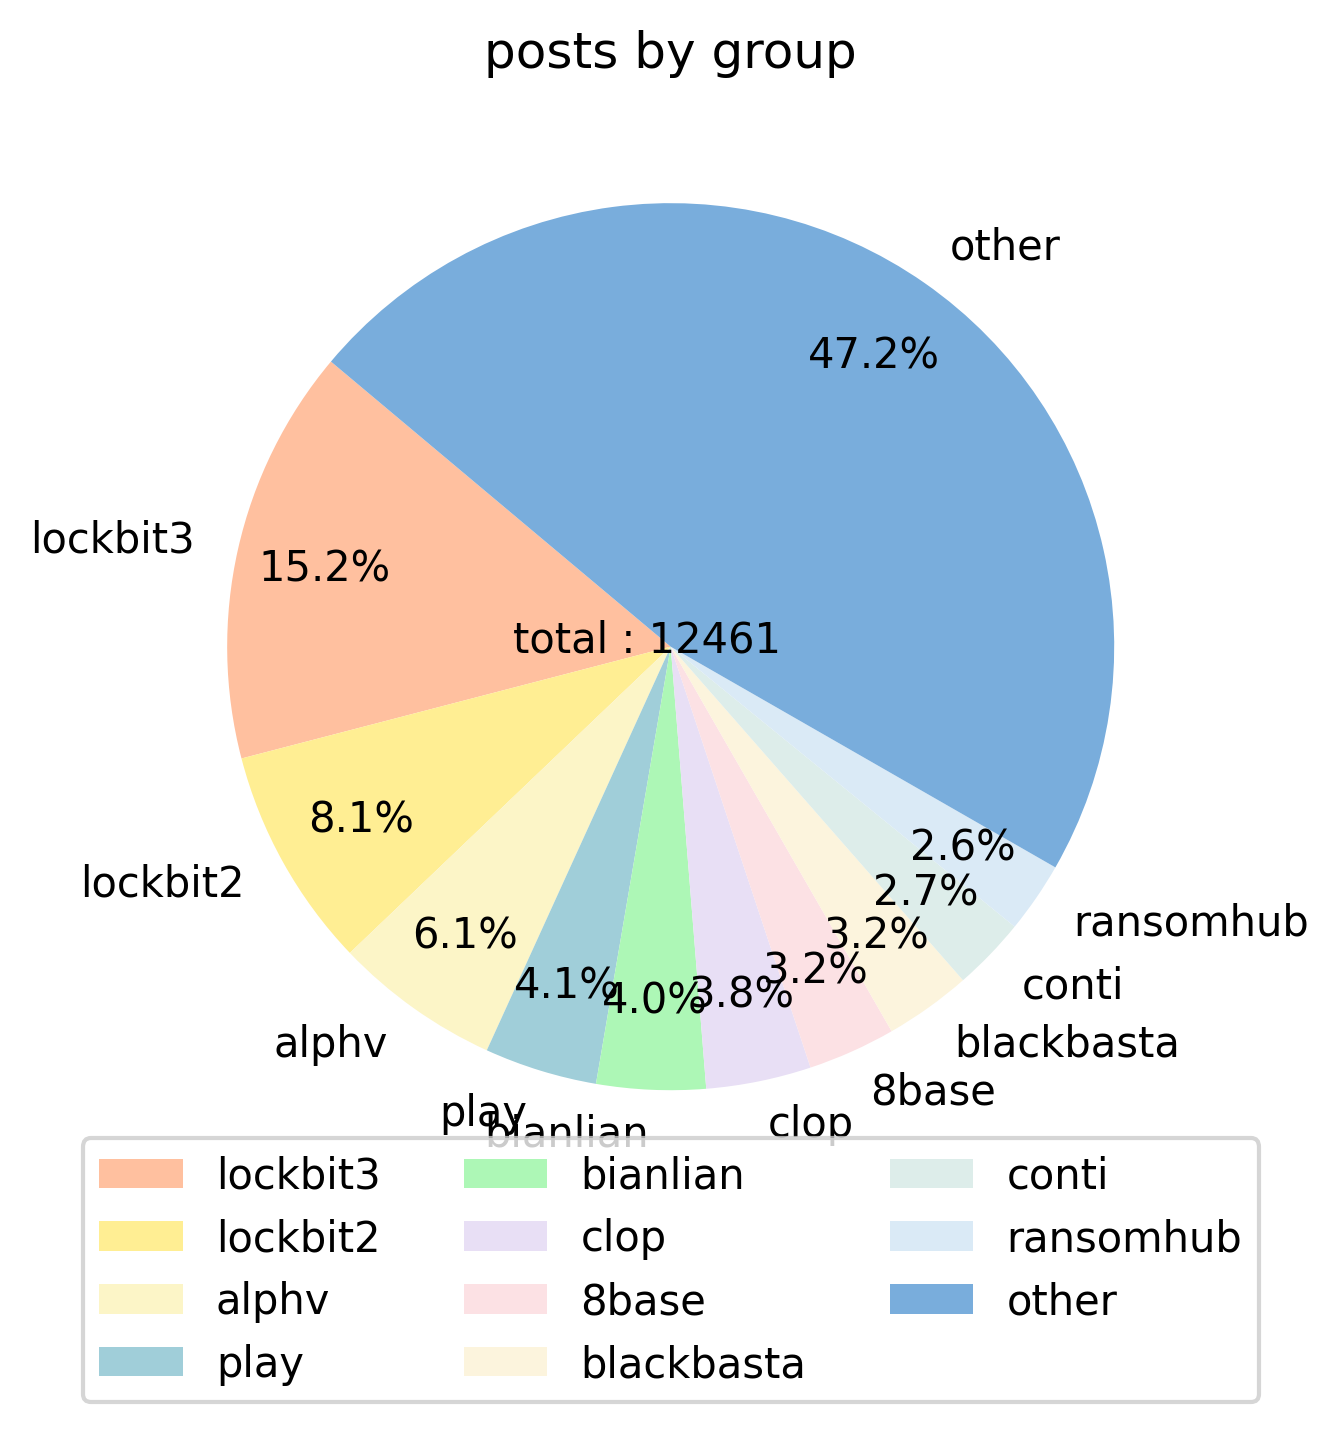 posts by group
other
47.2%
lockbit3
15.2%
total : 12461
8.1%
lockbit2
2.6%
2.7%
3.2%
3.2%
3.8%
4.0%
4.1%
6.1%
ransomhub
conti
blackbasta
8base
clop
bianlian
play
alphv
lockbit3
lockbit2
alphv
play
bianlian
clop
8base
blackbasta
conti
ransomhub
other